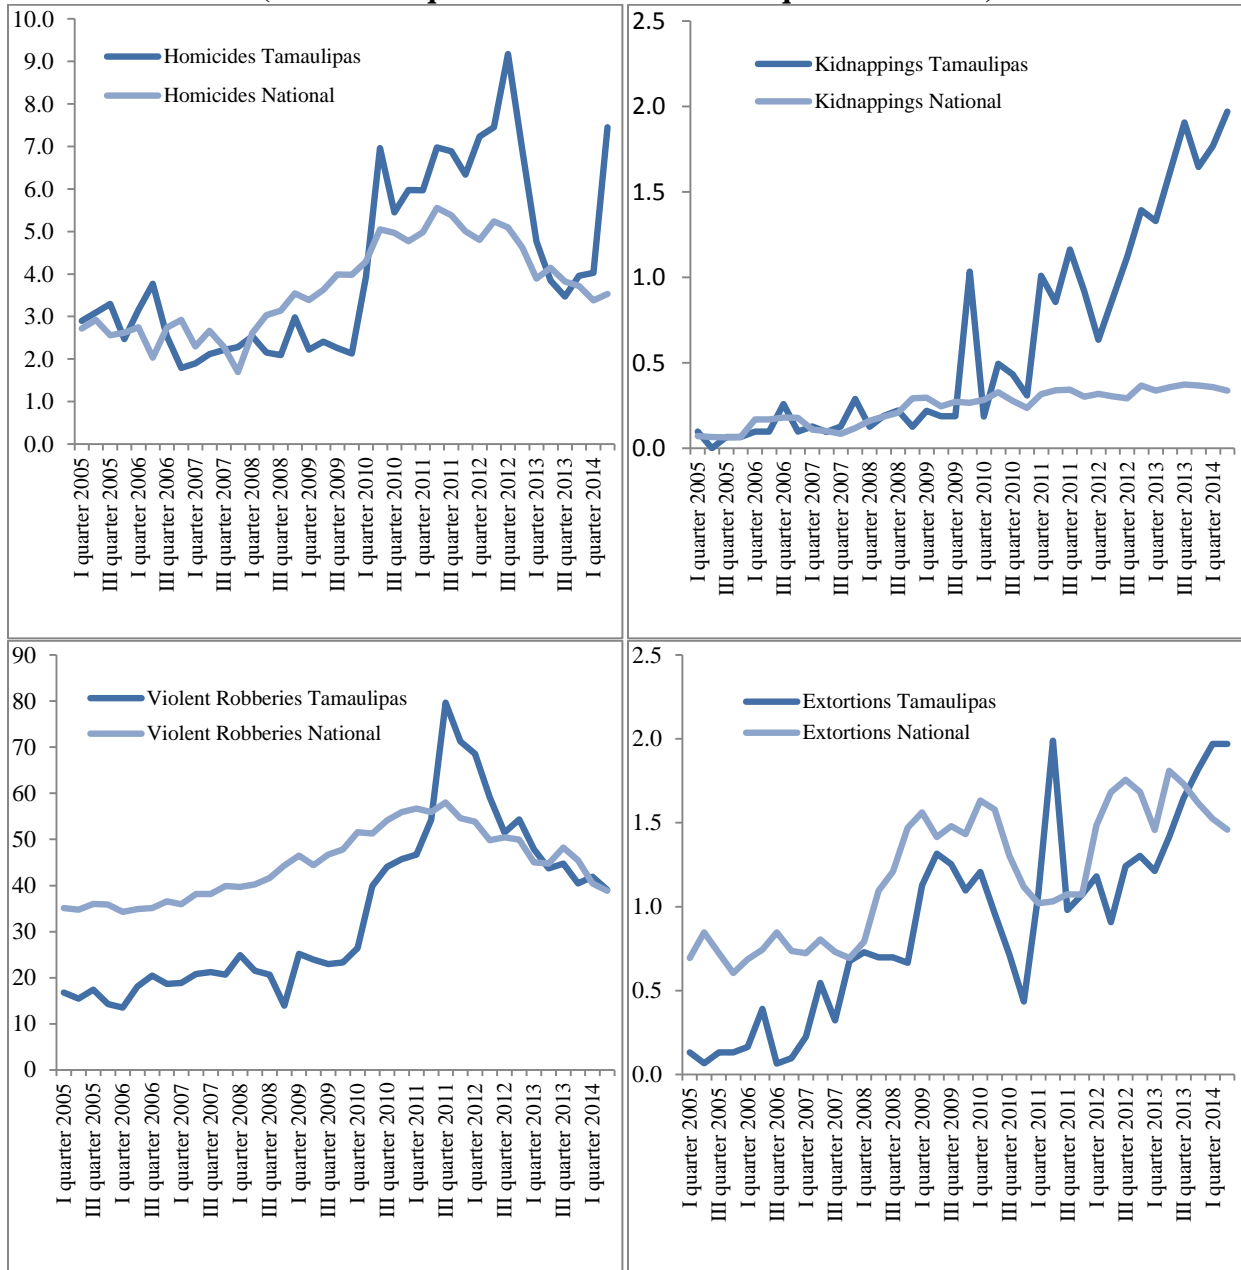 10.0
9.0
8.0
7.0
6.0
5.0
4.0
3.0
2.0
1.0
0.0
Homicides Tamaulipas
Homicides National
I quarter 2005
III quarter 2005
I quarter 2006
III quarter 2006
I quarter 2007
III quarter 2007
I quarter 2008
III quarter 2008
I quarter 2009
III quarter 2009
I quarter 2010
III quarter 2010
I quarter 2011
III quarter 2011
I quarter 2012
III quarter 2012
I quarter 2013
III quarter 2013
I quarter 2014
2.5
2.0
1.5
1.0
0.5
0.0
Kidnappings Tamaulipas
Kidnappings National
I quarter 2005
III quarter 2005
I quarter 2006
III quarter 2006
I quarter 2007
III quarter 2007
I quarter 2008
III quarter 2008
I quarter 2009
III quarter 2009
I quarter 2010
III quarter 2010
I quarter 2011
III quarter 2011
I quarter 2012
III quarter 2012
I quarter 2013
III quarter 2013
I quarter 2014
90
80
70
60
50
40
30
20
10
0
Violent Robberies Tamaulipas
Violent Robberies National
I quarter 2005
III quarter 2005
I quarter 2006
III quarter 2006
I quarter 2007
III quarter 2007
I quarter 2008
III quarter 2008
I quarter 2009
III quarter 2009
I quarter 2010
III quarter 2010
I quarter 2011
III quarter 2011
I quarter 2012
III quarter 2012
I quarter 2013
III quarter 2013
I quarter 2014
2.5
2.0
1.5
1.0
0.5
0.0
Extortions Tamaulipas
Extortions National
I quarter 2005
III quarter 2005
I quarter 2006
III quarter 2006
I quarter 2007
III quarter 2007
I quarter 2008
III quarter 2008
I quarter 2009
III quarter 2009
I quarter 2010
III quarter 2010
I quarter 2011
III quarter 2011
I quarter 2012
III quarter 2012
I quarter 2013
III quarter 2013
I quarter 2014